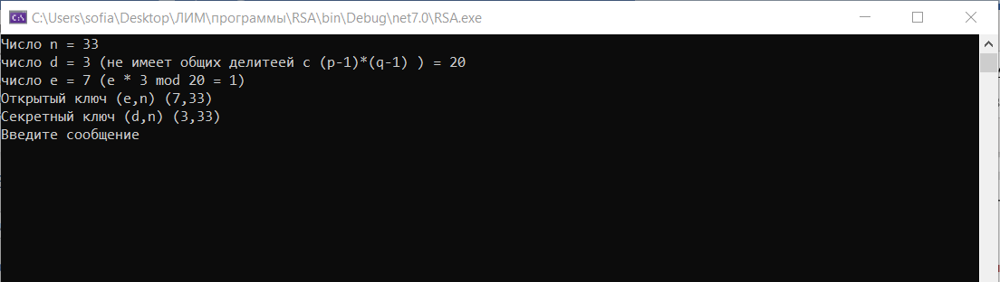 C:\Users\sofia\Desktop\ЛИМ\программы\RSA\bin\Debug\net7.0\RSA.exe
Число n = 33
число d = 3 (не имеет общих делитеей с (p-1)*(q-1) ) = 20
число e = 7 (e * 3 mod 20 = 1)
Открытый ключ (e,n) (7,33)
Секретный ключ (d,n) (3,33)
Введите сообщение